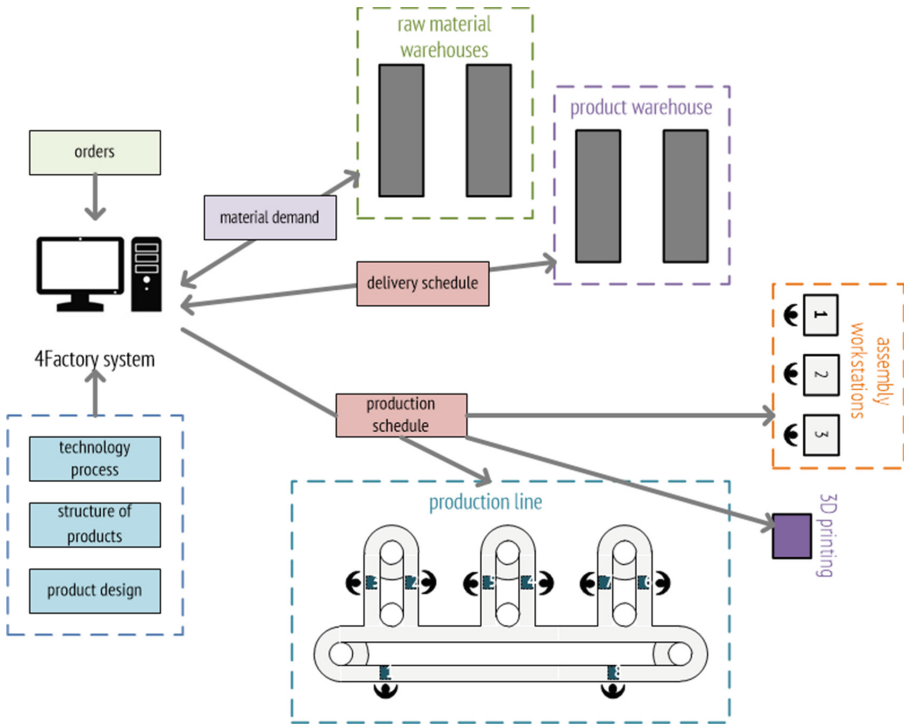 raw material
warehouses
product warehouse
orders
material demand
delivery schedule
4Factory system
1
2
3
assembly
workstations
production
schedule
technology
process
structure of
products
product design
production line
3D printing